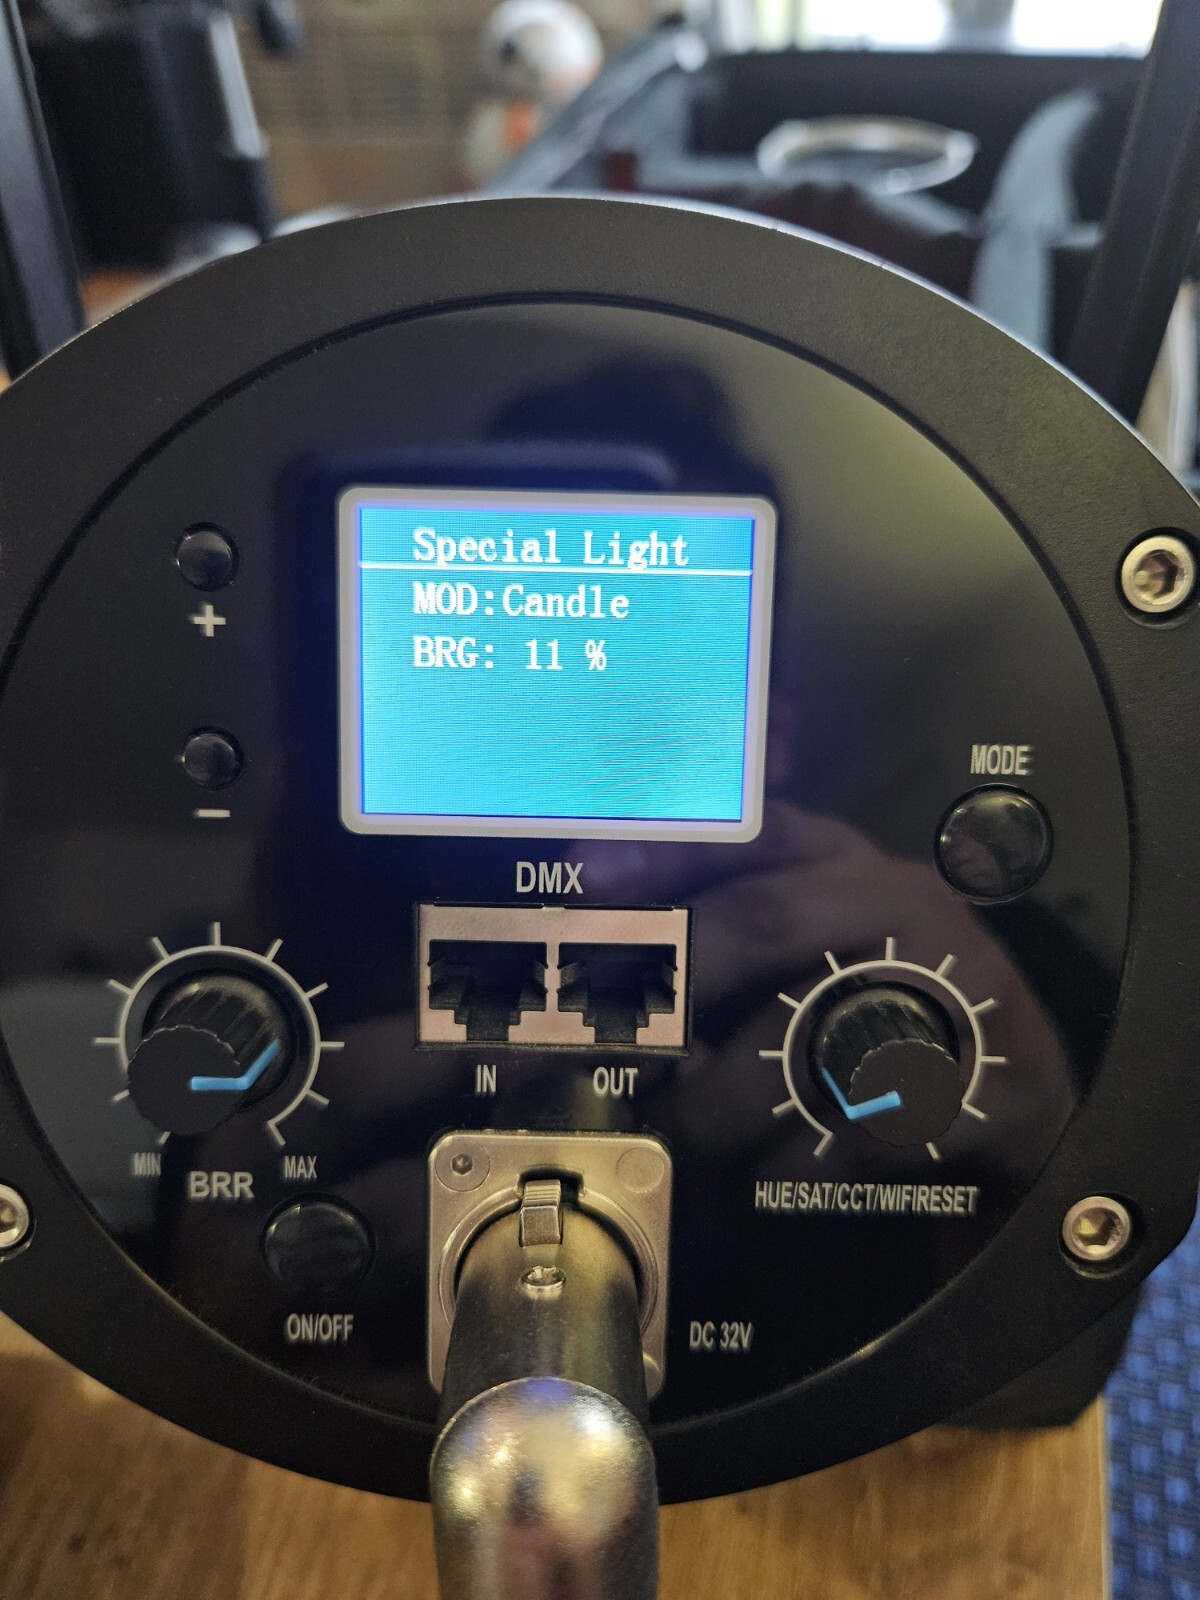 Special Light
MOD:Candle
BRG: 11 %
+
−
MODE
DMX
IN
OUT
MIN
MAX
BRR
HUE/SAT/CCT/WIFIRESET
ON/OFF
DC 32V